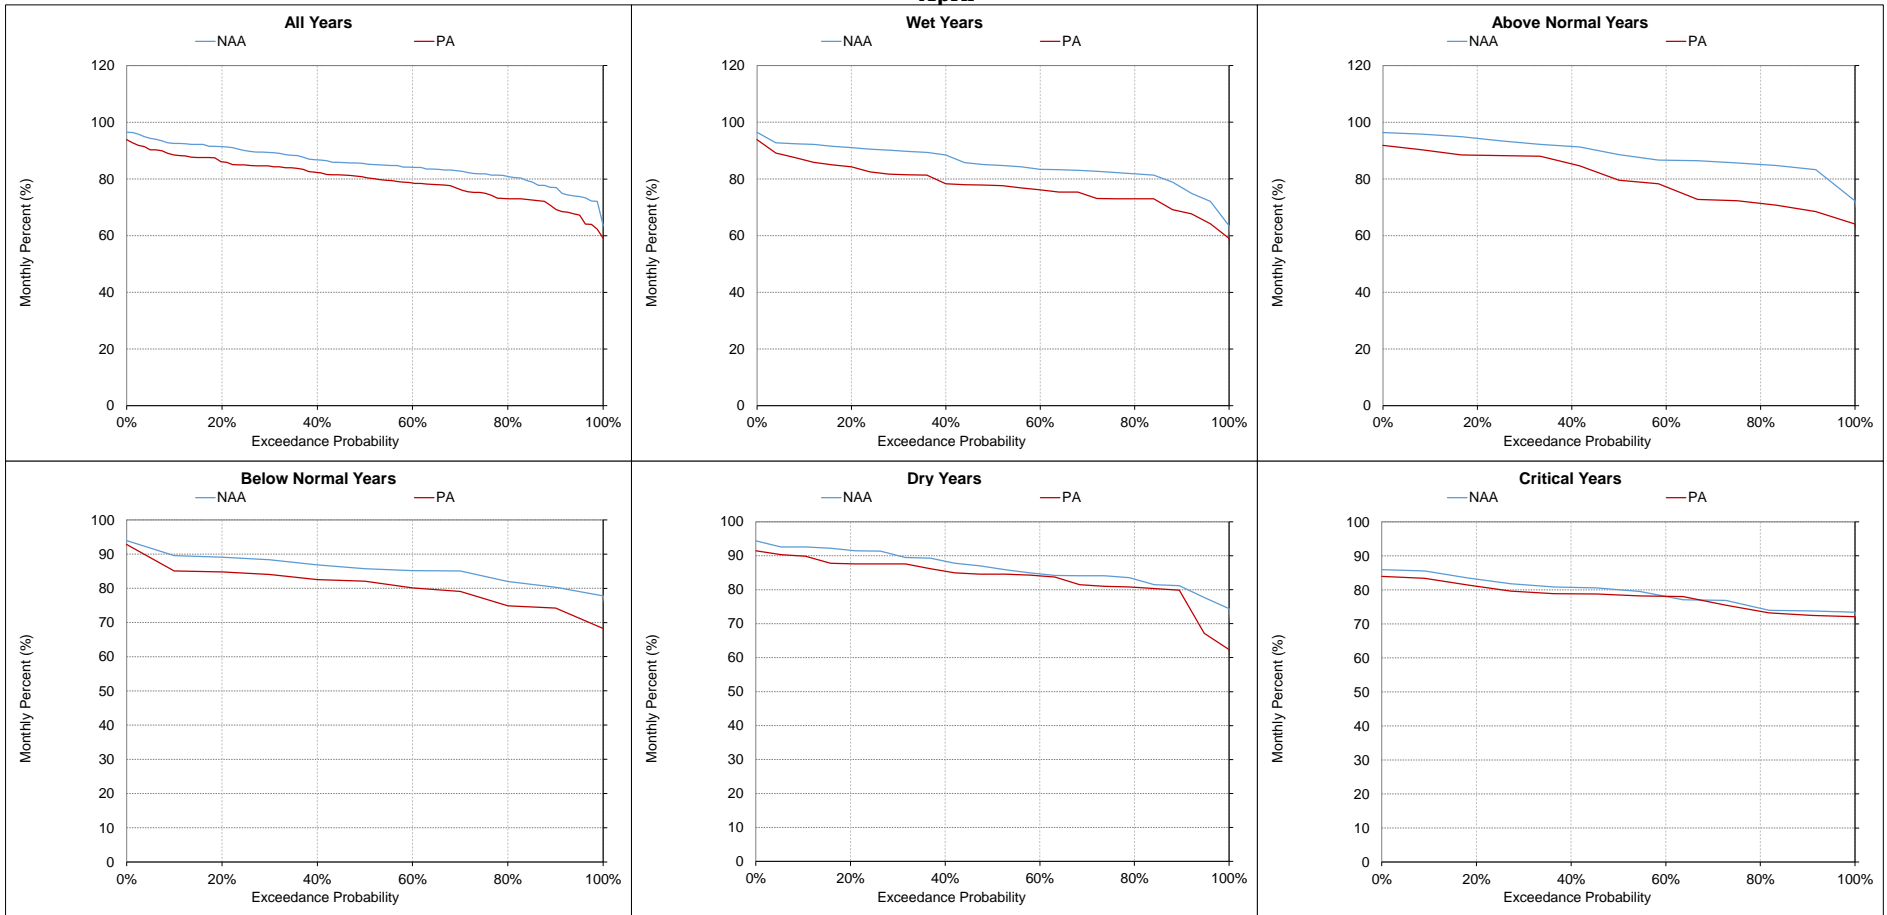 All Years
NAA PA
Monthly Percent (%)
120
100
80
60
40
20
0
0% 20% 40% 60% 80% 100%
Exceedance Probability
Wet Years
NAA PA
Monthly Percent (%)
120
100
80
60
40
20
0
0% 20% 40% 60% 80% 100%
Exceedance Probability
Above Normal Years
NAA PA
Monthly Percent (%)
120
100
80
60
40
20
0
0% 20% 40% 60% 80% 100%
Exceedance Probability
Below Normal Years
NAA PA
Monthly Percent (%)
100
90
80
70
60
50
40
30
20
10
0
0% 20% 40% 60% 80% 100%
Exceedance Probability
Dry Years
NAA PA
Monthly Percent (%)
100
90
80
70
60
50
40
30
20
10
0
0% 20% 40% 60% 80% 100%
Exceedance Probability
Critical Years
NAA PA
Monthly Percent (%)
100
90
80
70
60
50
40
30
20
10
0
0% 20% 40% 60% 80% 100%
Exceedance Probability